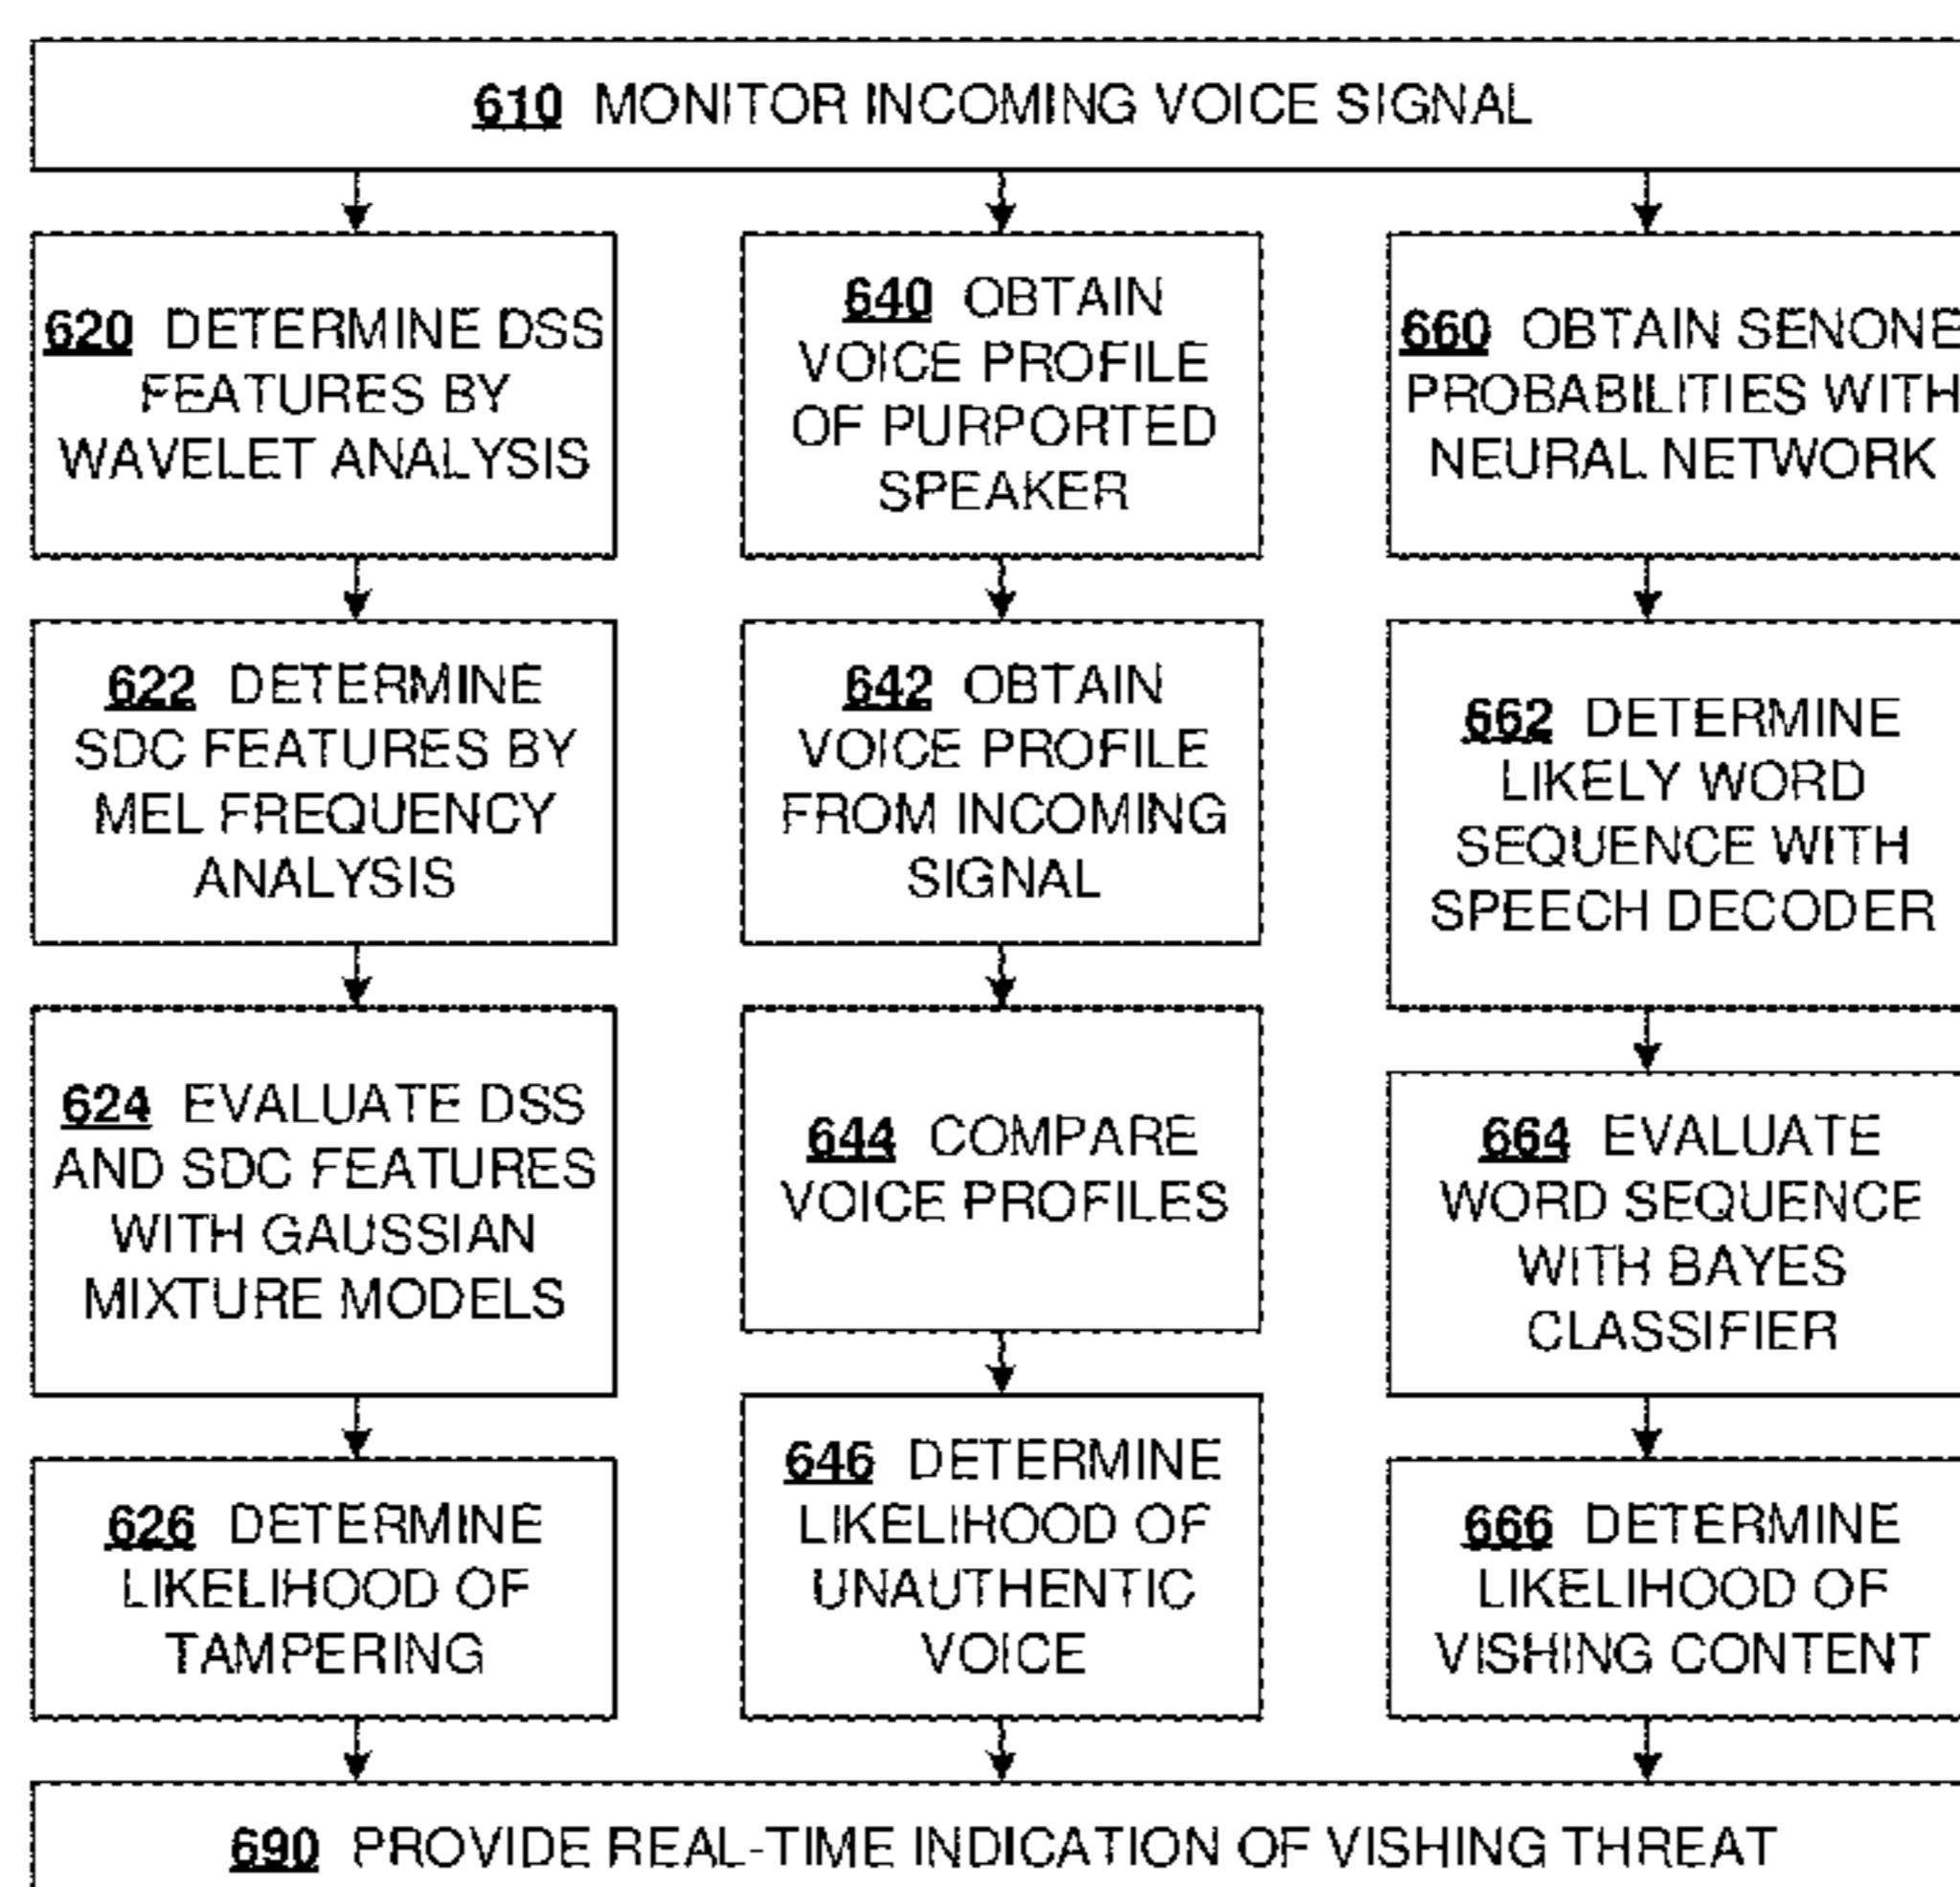 610 MONITOR INCOMING VOICE SIGNAL
620 DETERMINE DSS
FEATURES BY
WAVELET ANALYSIS
622 DETERMINE
SDC FEATURES BY
MEL FREQUENCY
ANALYSIS
624 EVALUATE DSS
AND SDC FEATURES
WITH GAUSSIAN
MIXTURE MODELS
626 DETERMINE
LIKELIHOOD OF
TAMPERING
640 OBTAIN
VOICE PROFILE
OF PURPORTED
SPEAKER
642 OBTAIN
VOICE PROFILE
FROM INCOMING
SIGNAL
644 COMPARE
VOICE PROFILES
646 DETERMINE
LIKELIHOOD OF
UNAUTHENTIC
VOICE
660 OBTAIN SENONE
PROBABILITIES WITH
NEURAL NETWORK
662 DETERMINE
LIKELY WORD
SEQUENCE WITH
SPEECH DECODER
664 EVALUATE
WORD SEQUENCE
WITH BAYES
CLASSIFIER
666 DETERMINE
LIKELIHOOD OF
VISHING CONTENT
690 PROVIDE REAL-TIME INDICATION OF VISHING THREAT